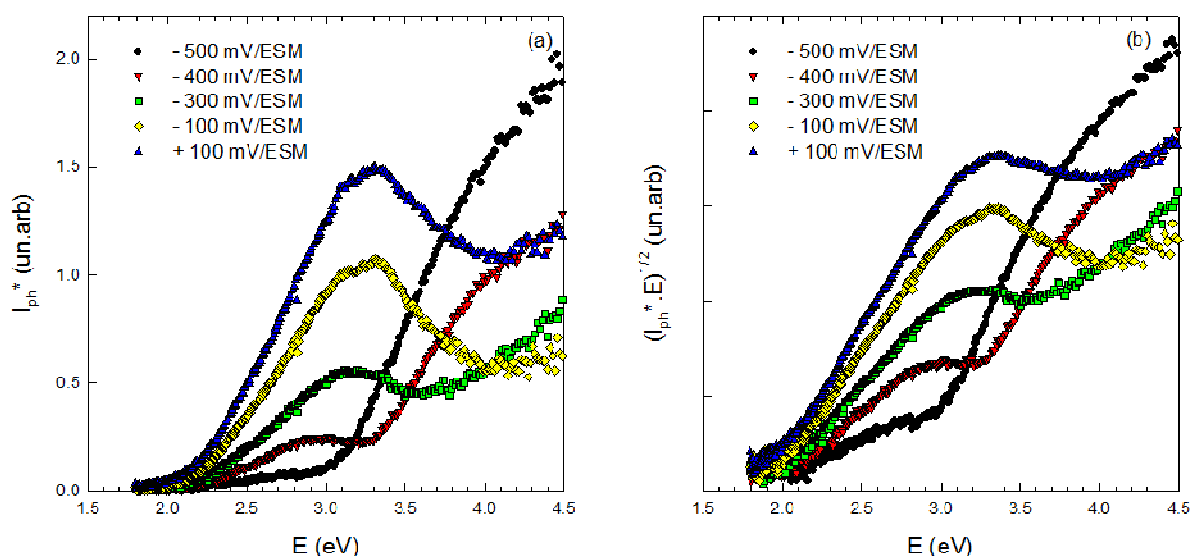 (a)
- 500 mV/ESM
- 400 mV/ESM
- 300 mV/ESM
- 100 mV/ESM
+ 100 mV/ESM
2.0
1.5
1.0
0.5
0.0
Iph* (un.arb)
1.5 2.0 2.5 3.0 3.5 4.0 4.5
E (eV)
(b)
- 500 mV/ESM
- 400 mV/ESM
- 300 mV/ESM
- 100 mV/ESM
+ 100 mV/ESM
(Iph*.E)^1/2 (un.arb)
1.5 2.0 2.5 3.0 3.5 4.0 4.5
E (eV)